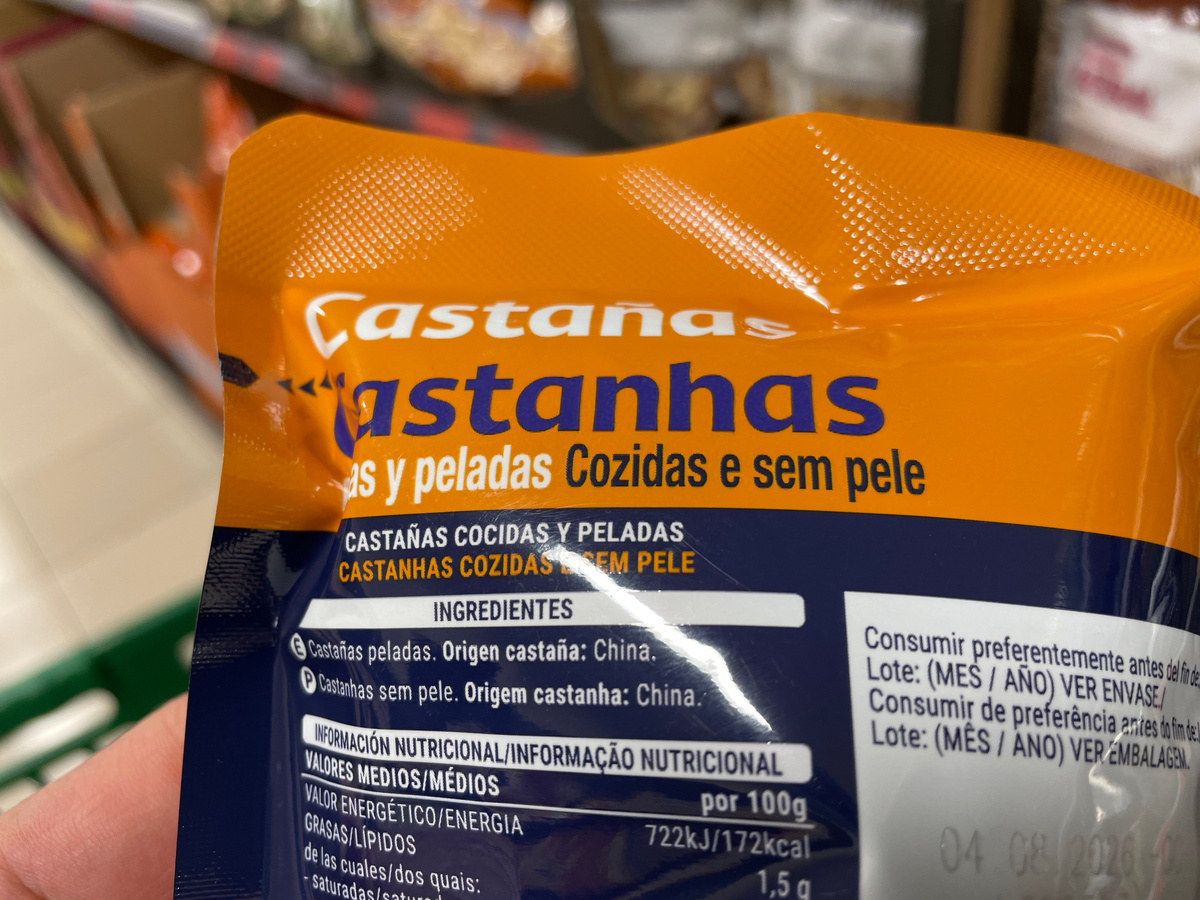 Castañas
Castanhas
as y peladas Cozidas e sem pele
CASTAÑAS COCIDAS Y PELADAS
CASTANHAS COZIDAS E SEM PELE
INGREDIENTES
E Castañas peladas. Origen castaña: China.
P Castanhas sem pele. Origem castanha: China.
INFORMACIÓN NUTRICIONAL/INFORMAÇÃO NUTRICIONAL
VALORES MEDIOS/MÉDIOS
por 100g
VALOR ENERGÉTICO/ENERGIA 722kJ/172kcal
GRASAS/LÍPIDOS 1,5 g
de las cuales/dos quais:
- saturadas/
Consumir preferentemente antes del fin de:
Lote: (MES / AÑO) VER ENVASE/
Consumir de preferência antes do fim de:
Lote: (MÊS / ANO) VER EMBALAGEM.
04.08 2026